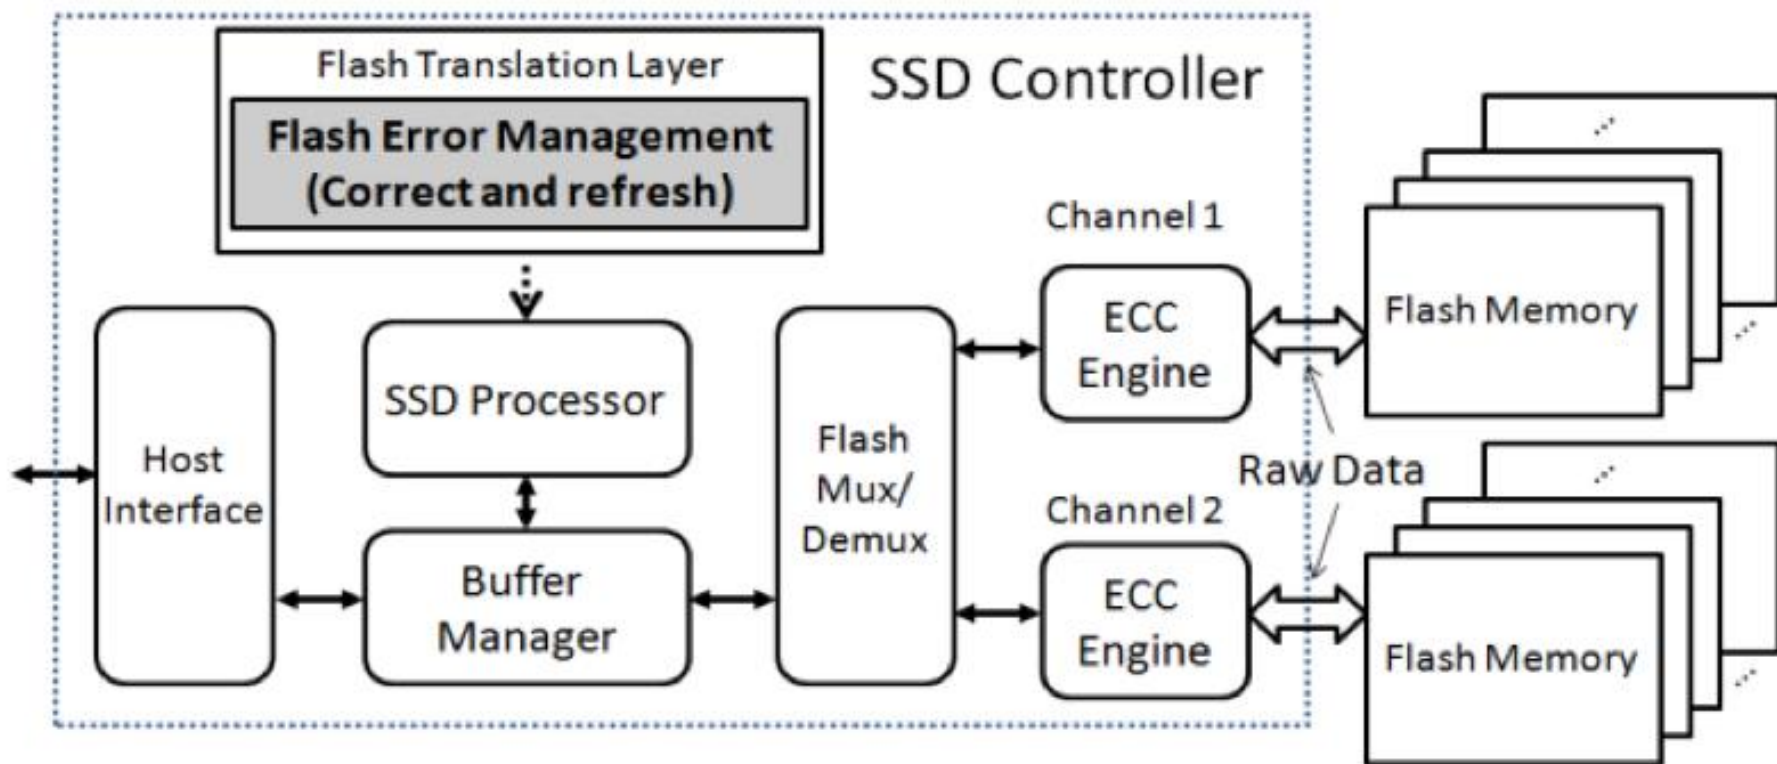 Flash Translation Layer
Flash Error Management
(Correct and refresh)
SSD Controller
Host
Interface
SSD Processor
Buffer
Manager
Flash
Mux/
Demux
Channel 1
ECC
Engine
Channel 2
ECC
Engine
Raw Data
Flash Memory
Flash Memory